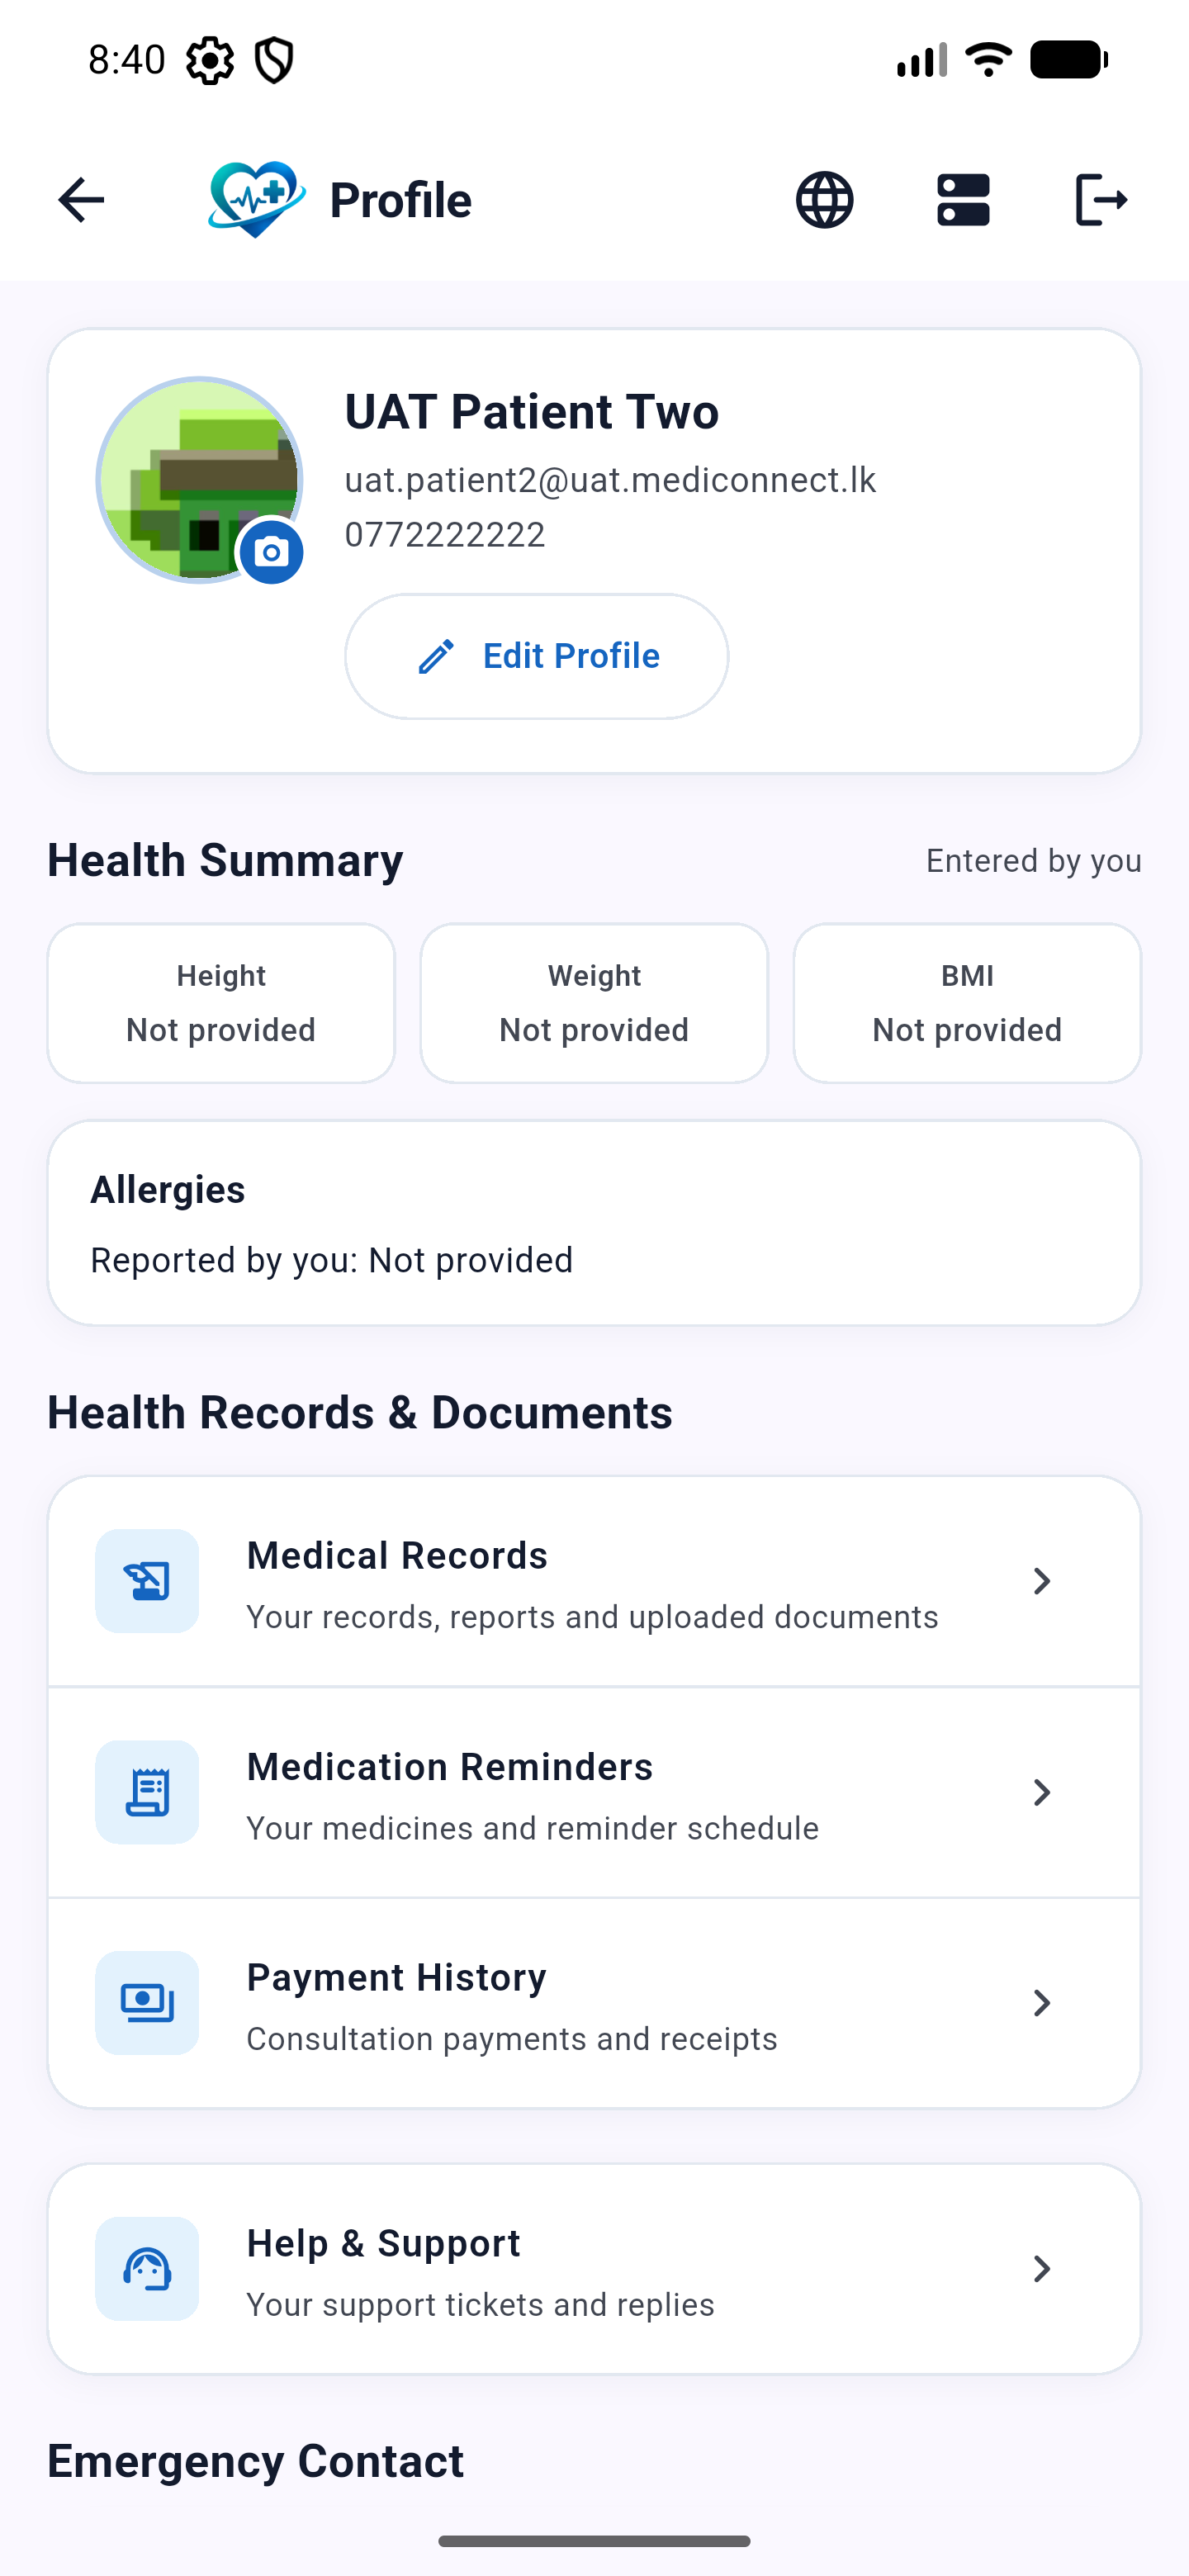 8:40
Profile
UAT Patient Two
uat.patient2@uat.mediconnect.lk
0772222222
Edit Profile
Health Summary
Entered by you
Height
Not provided
Weight
Not provided
BMI
Not provided
Allergies
Reported by you: Not provided
Health Records & Documents
Medical Records
Your records, reports and uploaded documents
Medication Reminders
Your medicines and reminder schedule
Payment History
Consultation payments and receipts
Help & Support
Your support tickets and replies
Emergency Contact